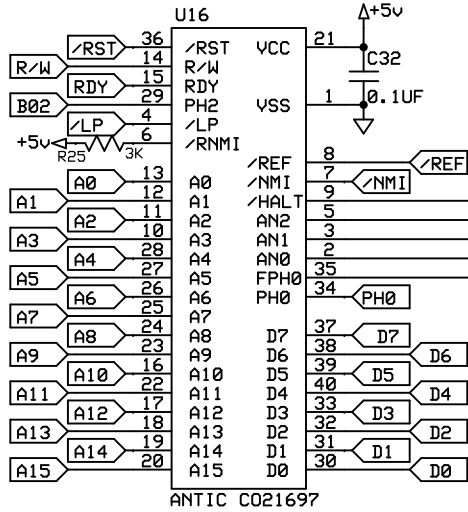 U16
+5v
/RST 36 /RST VCC 21
C32
R/W 14 R/W
RDY 15 RDY
0.1UF
B02 29 PH2 VSS 1
/LP 4 /LP
+5v R25 3K 6 /RNMI
/REF 8 /REF
A0 13 A0 /NMI 7 /NMI
A1 12 A1 /HALT 9
A2 11 A2 AN2 5
A3 10 A3 AN1 3
A4 28 A4 AN0 2
A5 27 A5 FPH0 35
A6 26 A6 PH0 34 PH0
A7 25 A7
A8 24 A8 D7 37 D7
A9 23 A9 D6 38 D6
A10 16 A10 D5 39 D5
A11 22 A11 D4 40 D4
A12 17 A12 D3 33 D3
A13 18 A13 D2 32 D2
A14 19 A14 D1 31 D1
A15 20 A15 D0 30 D0
ANTIC CO21697